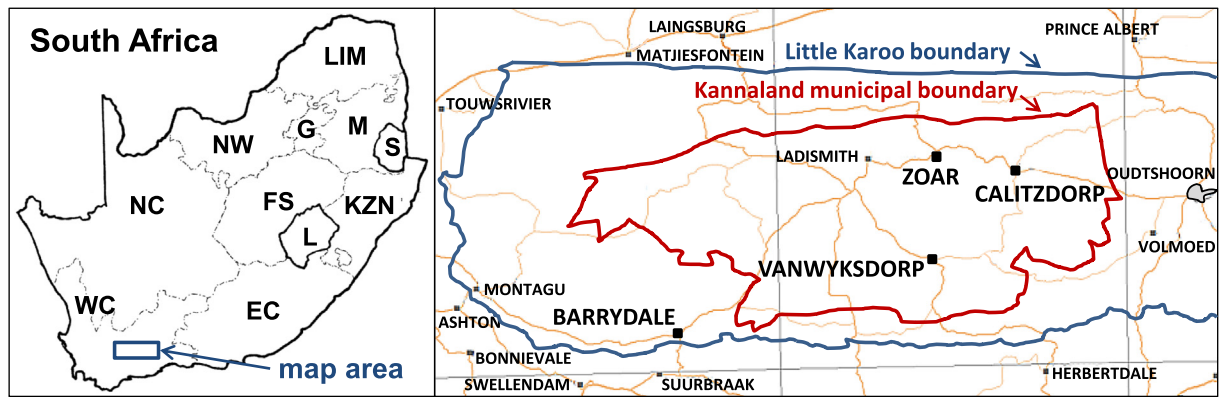 South Africa
LIM
NW
G
M
S
NC
FS
KZN
L
WC
EC
map area
LAINGSBURG
MATJIESFONTEIN
PRINCE ALBERT
Little Karoo boundary
Kannaland municipal boundary
TOUWSRIVIER
LADISMITH
ZOAR
CALITZDORP
OUDTSHOORN
VOLMOED
VANWYKSDORP
MONTAGU
BARRYDALE
ASHTON
BONNIEVALE
SWELLENDAM
SUURBRAAK
HERBERTDALE